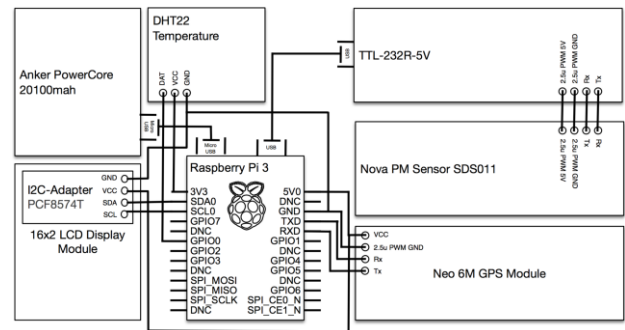 DHT22
Temperature
DAT
VCC
GND
Anker PowerCore
20100mah
Micro
USB
Micro
USB
USB
USB
TTL-232R-5V
2.5u PWM 5V
2.5u PWM GND
Rx
Tx
2.5u PWM 5V
2.5u PWM GND
Tx
Rx
Nova PM Sensor SDS011
I2C-Adapter
PCF8574T
GND
VCC
SDA
SCL
16x2 LCD Display
Module
Raspberry Pi 3
3V3
SDA0
SCL0
GPIO7
DNC
GPIO0
GPIO2
GPIO3
DNC
SPI_MOSI
SPI_MISO
SPI_SCLK
DNC
5V0
DNC
GND
TXD
RXD
GPIO1
DNC
GPIO4
GPIO5
DNC
GPIO6
SPI_CE0_N
SPI_CE1_N
VCC
2.5u PWM GND
Rx
Tx
Neo 6M GPS Module